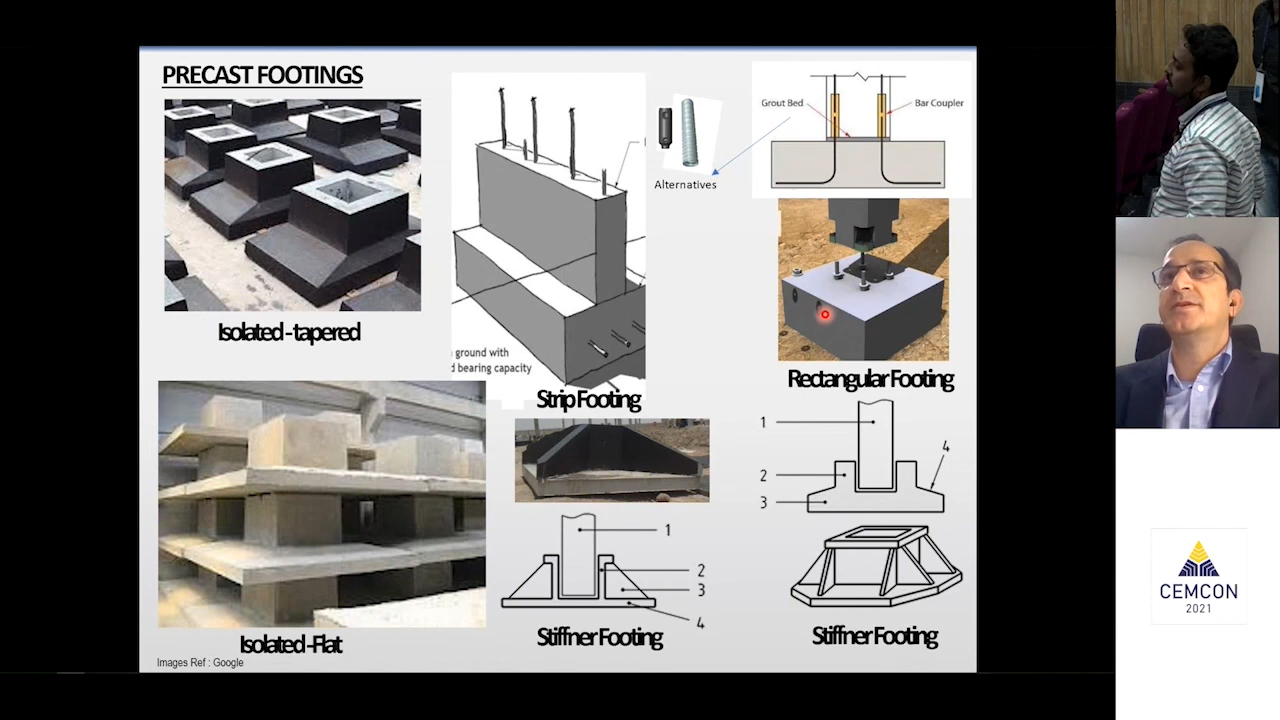 PRECAST FOOTINGS
Isolated - tapered
ground with
d bearing capacity
Strip Footing
Alternatives
Grout Bed
Bar Coupler
Rectangular Footing
Isolated -Flat
1
2
3
4
Stiffner Footing
1
2
3
4
Stiffner Footing
Images Ref : Google
CEMCON
2021